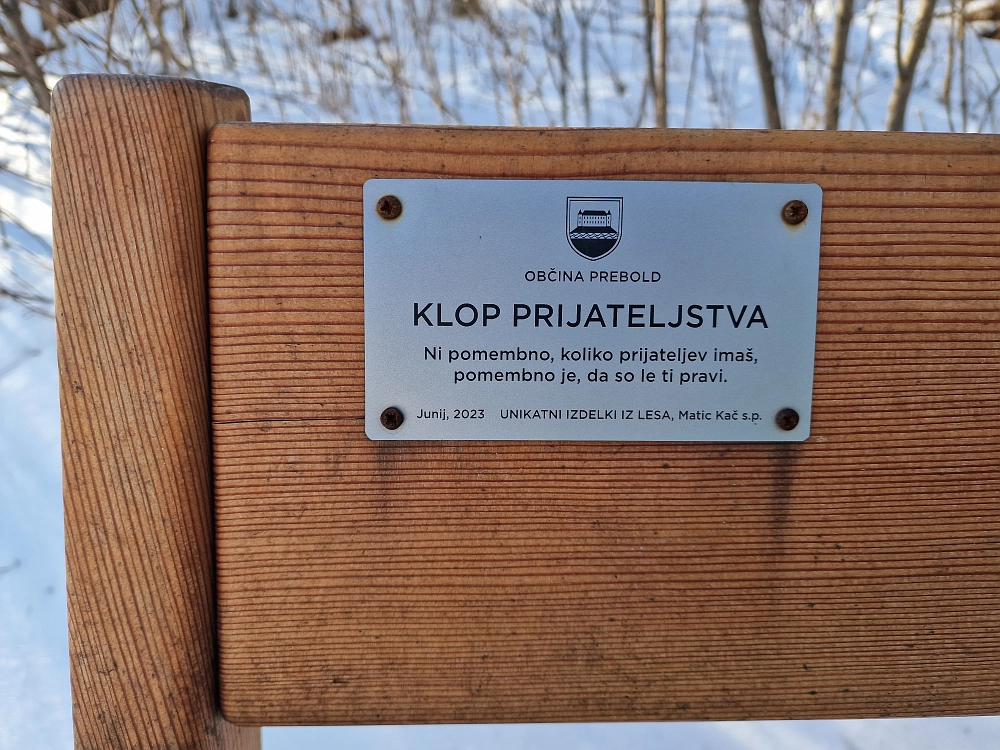 OBČINA PREBOLD
KLOP PRIJATELJSTVA
Ni pomembno, koliko prijateljev imaš,
pomembno je, da so le ti pravi.
Junij, 2023 UNIKATNI IZDELKI IZ LESA, Matic Kač s.p.